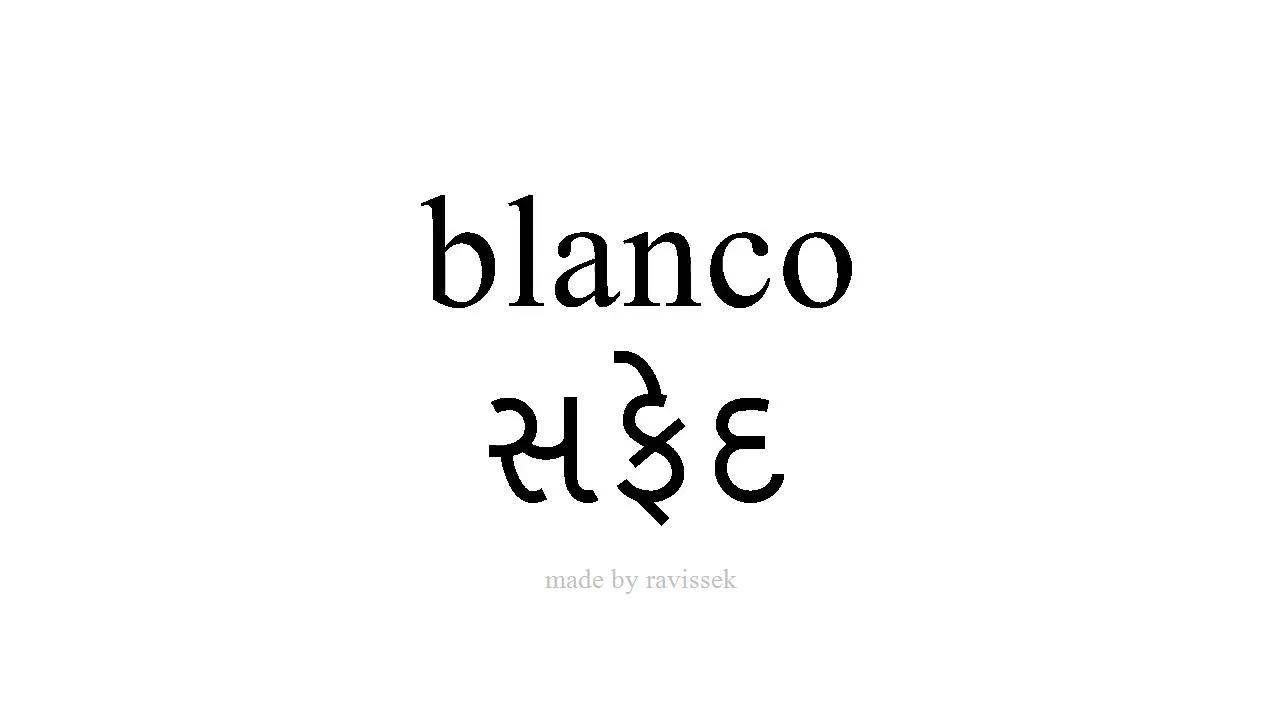 blanco
સફેદ
made by ravissek